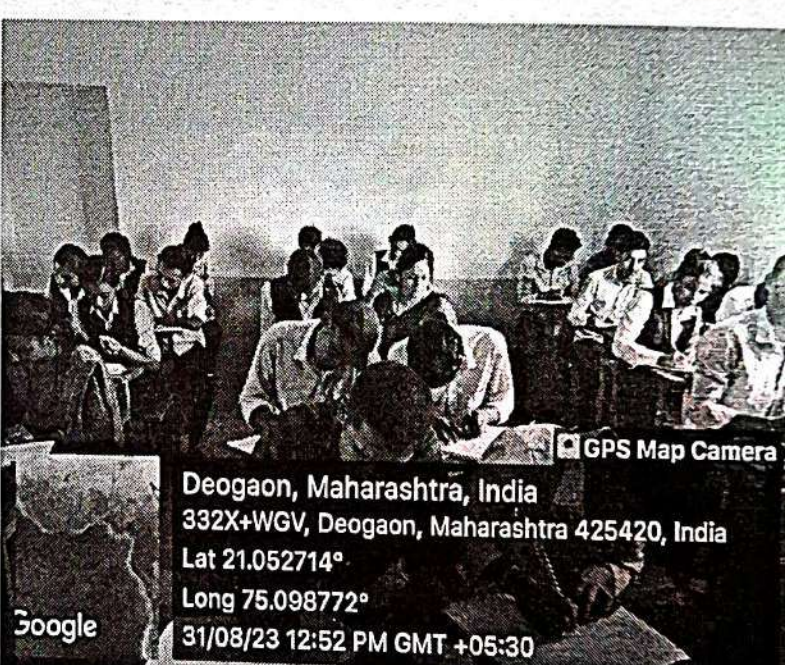 GPS Map Camera
Deogaon, Maharashtra, India
332X+WGV, Deogaon, Maharashtra 425420, India
Lat 21.052714°
Long 75.098772°
31/08/23 12:52 PM GMT +05:30
Google